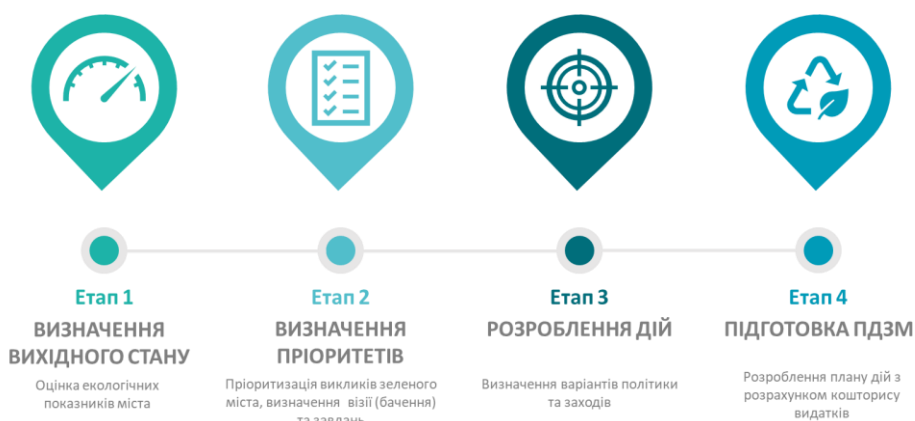 Етап 1
ВИЗНАЧЕННЯ
ВИХІДНОГО СТАНУ
Оцінка екологічних
показників міста
Етап 2
ВИЗНАЧЕННЯ
ПРІОРИТЕТІВ
Пріоритизація викликів зеленого
міста, визначення візії (бачення)
та завдань
Етап 3
РОЗРОБЛЕННЯ ДІЙ
Визначення варіантів політики
та заходів
Етап 4
ПІДГОТОВКА ПДЗМ
Розроблення плану дій з
розрахунком кошторису
видатків